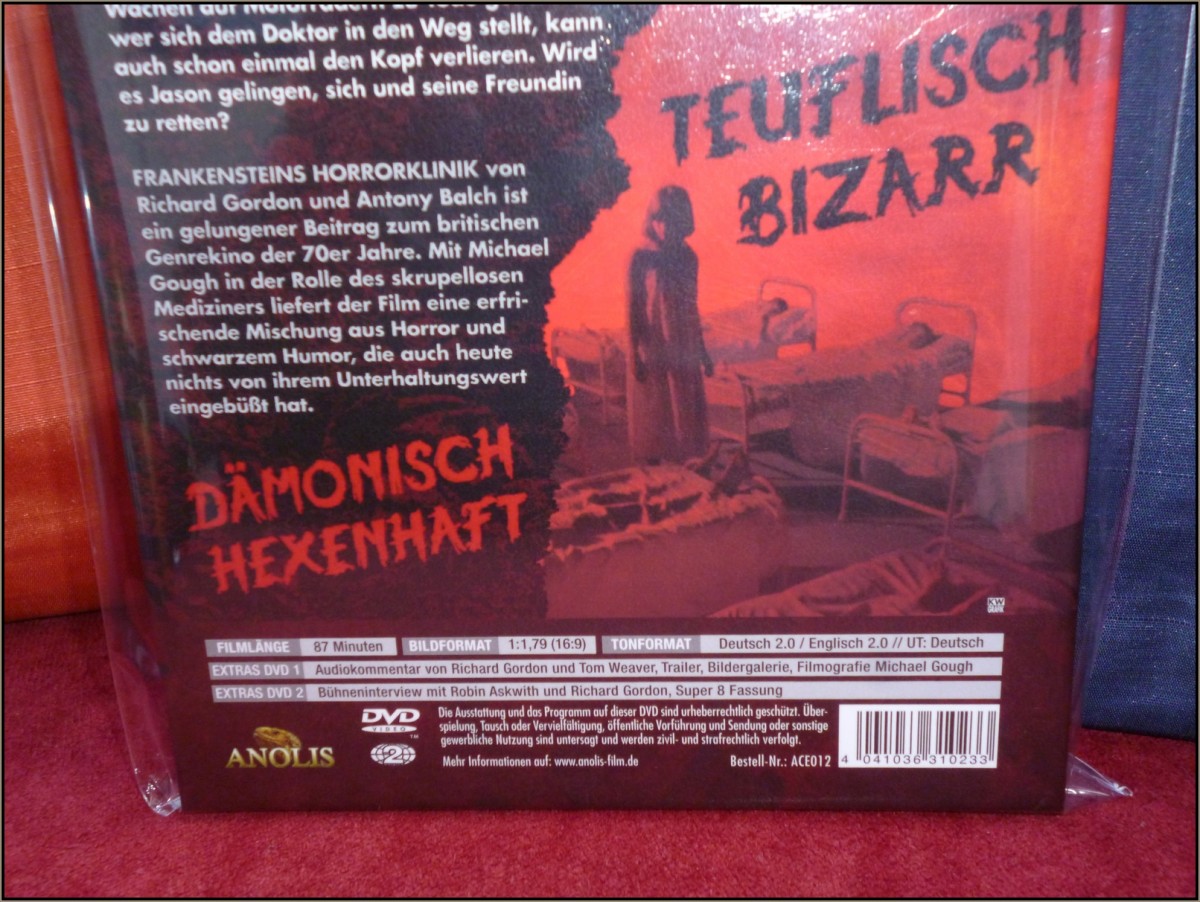 wer sich dem Doktor in den Weg stellt, kann
auch schon einmal den Kopf verlieren. Wird
es Jason gelingen, sich und seine Freundin
zu retten?
FRANKENSTEINS HORRORKLINIK von
Richard Gordon und Antony Balch ist
ein gelungener Beitrag zum britischen
Genrekino der 70er Jahre. Mit Michael
Gough in der Rolle des skrupellosen
Mediziners liefert der Film eine erfri-
schende Mischung aus Horror und
schwarzem Humor, die auch heute
nichts von ihrem Unterhaltungswert
eingebüßt hat.
TEUFLISCH
BIZARR
DÄMONISCH
HEXENHAFT
KW
GRAFIK
FILMLÄNGE 87 Minuten BILDFORMAT 1:1,79 (16:9) TONFORMAT Deutsch 2.0 / Englisch 2.0 // UT: Deutsch
EXTRAS DVD 1 Audiokommentar von Richard Gordon und Tom Weaver, Trailer, Bildergalerie, Filmografie Michael Gough
EXTRAS DVD 2 Bühneninterview mit Robin Askwith und Richard Gordon, Super 8 Fassung
ANOLIS
DVD
VIDEO
TM
2
Die Ausstattung und das Programm auf dieser DVD sind urheberrechtlich geschützt. Über-
spielung, Tausch oder Vervielfältigung, öffentliche Vorführung und Sendung oder sonstige
gewerbliche Nutzung sind untersagt und werden zivil- und strafrechtlich verfolgt.
Mehr Informationen auf: www.anolis-film.de Bestell-Nr.: ACE012
4 041036 310233